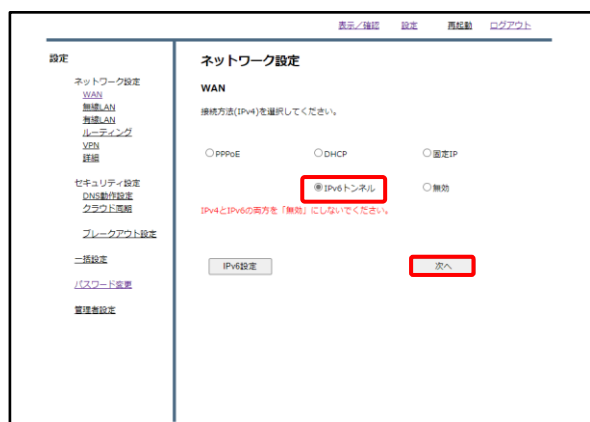 表示／確認 設定 再起動 ログアウト
設定
ネットワーク設定
WAN
無線LAN
有線LAN
ルーティング
VPN
詳細
セキュリティ設定
DNS動作設定
クラウド同期
ブレークアウト設定
一括設定
パスワード変更
管理者設定
ネットワーク設定
WAN
接続方法(IPv4)を選択してください。
PPPoE DHCP 固定IP
IPv6トンネル 無効
IPv4とIPv6の両方を「無効」にしないでください。
IPv6設定 次へ